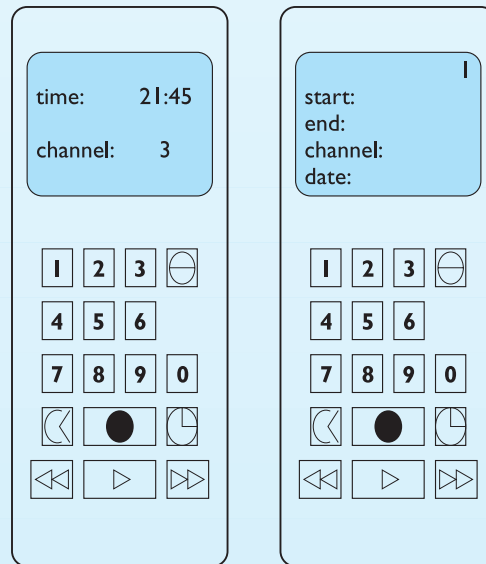 time: 21:45
channel: 3
1 2 3
4 5 6
7 8 9 0
1
start:
end:
channel:
date:
1 2 3
4 5 6
7 8 9 0